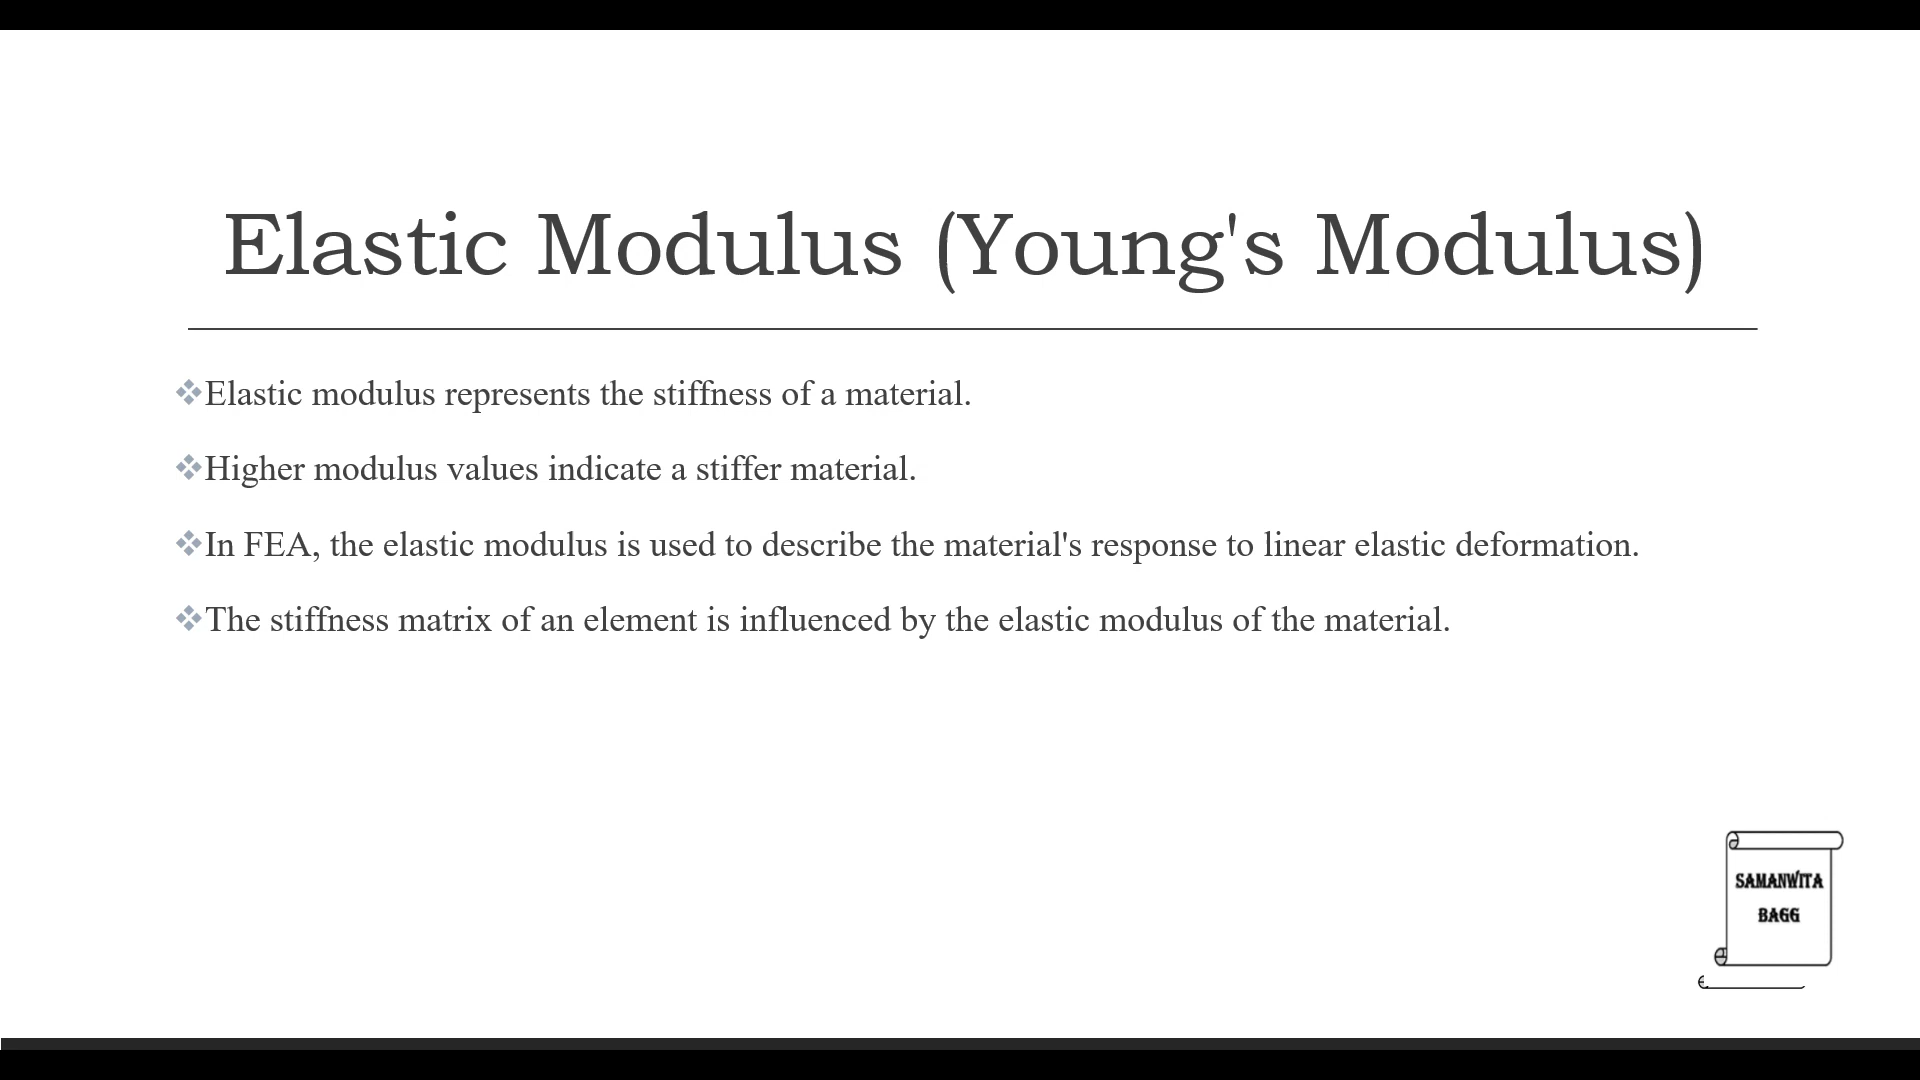 Elastic Modulus (Young's Modulus)
❖Elastic modulus represents the stiffness of a material.
❖Higher modulus values indicate a stiffer material.
❖In FEA, the elastic modulus is used to describe the material's response to linear elastic deformation.
❖The stiffness matrix of an element is influenced by the elastic modulus of the material.
SAMANWITA
BAGG